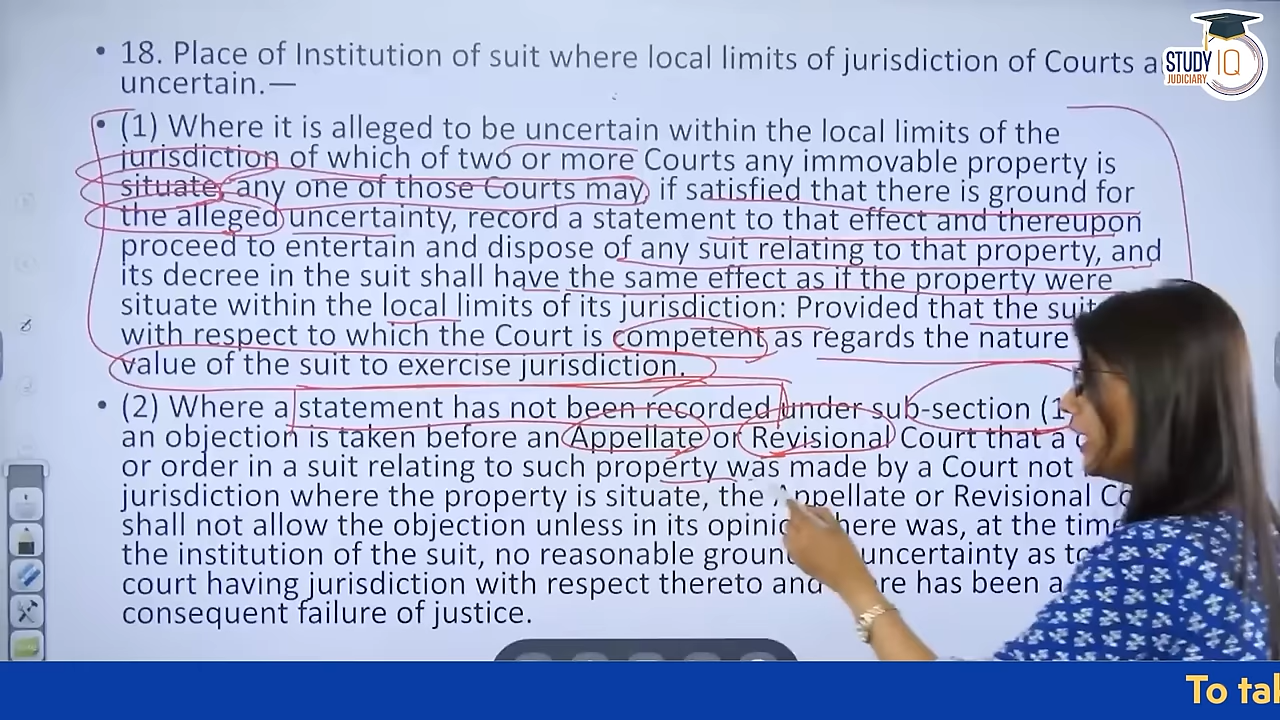 • 18. Place of Institution of suit where local limits of jurisdiction of Courts
uncertain.—
• (1) Where it is alleged to be uncertain within the local limits of the
jurisdiction of which of two or more Courts any immovable property is
situate, any one of those Courts may, if satisfied that there is ground for
the alleged uncertainty, record a statement to that effect and thereupon
proceed to entertain and dispose of any suit relating to that property, and
its decree in the suit shall have the same effect as if the property were
situate within the local limits of its jurisdiction: Provided that the suit
with respect to which the Court is competent as regards the nature
value of the suit to exercise jurisdiction.
• (2) Where a statement has not been recorded under sub-section (1
an objection is taken before an Appellate or Revisional Court that a
or order in a suit relating to such property was made by a Court not
jurisdiction where the property is situate, the Appellate or Revisional
shall not allow the objection unless in its there was, at the time
the institution of the suit, no reasonable uncertainty as to
court having jurisdiction with respect thereto and has been a
consequent failure of justice.
STUDY IQ
JUDICIARY
To